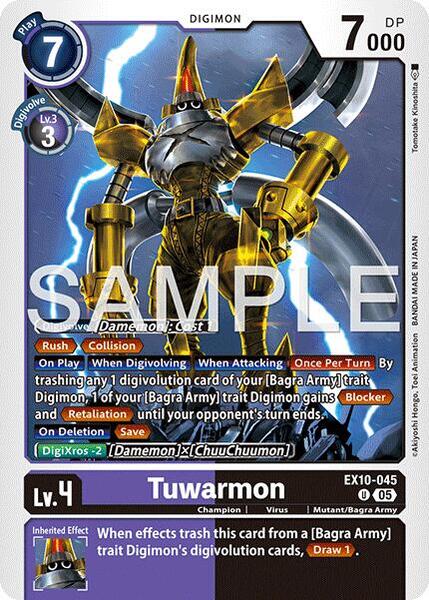 Play
7
DIGIMON
7000
DP
Digivolve
Lv.3
3
Tomotake Kinoshita
SAMPLE
©Akiyoshi Hongo, Toei Animation BANDAI MADE IN JAPAN
Digivolve [Damemon]: Cost 1
Rush Collision
On Play When Digivolving When Attacking Once Per Turn By
trashing any 1 digivolution card of your [Bagra Army] trait
Digimon, 1 of your [Bagra Army] trait Digimon gains Blocker
and Retaliation until your opponent's turn ends.
On Deletion Save
DigiXros -2 [Damemon]×[ChuuChuumon]
Lv.4
Tuwarmon
EX10-045
U 05
Champion Virus Mutant/Bagra Army
Inherited Effect
When effects trash this card from a [Bagra Army]
trait Digimon's digivolution cards, Draw 1 .